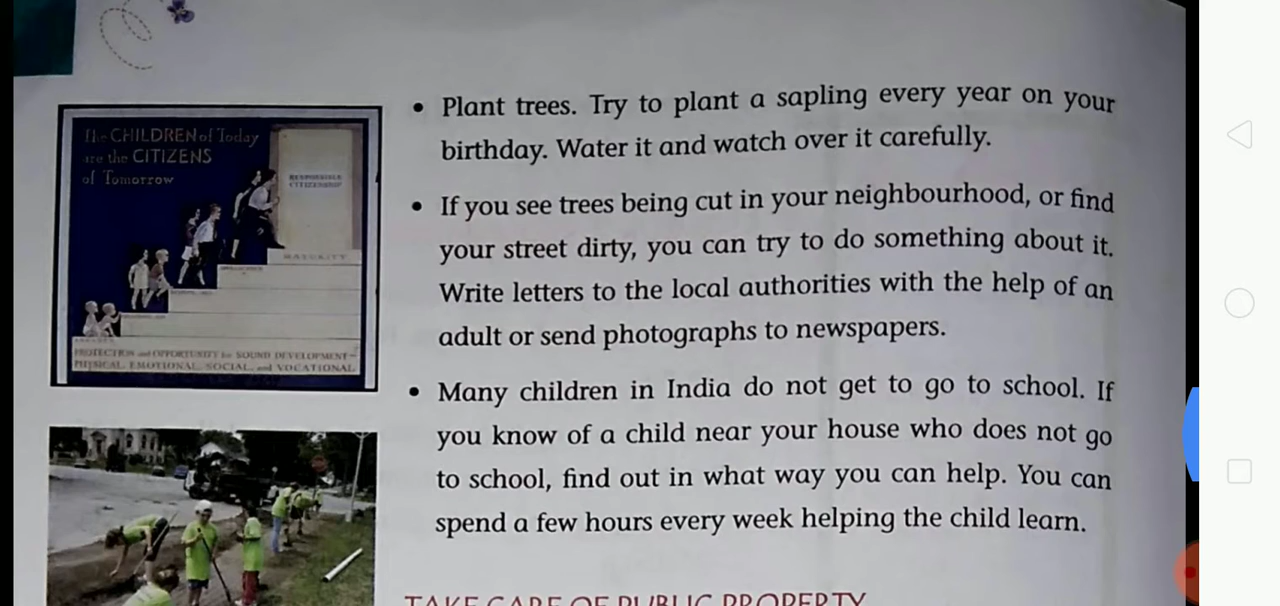 The CHILDREN of Today
are the CITIZENS
of Tomorrow
RESPONSIBLE
CITIZENSHIP
MATURITY
PROTECTION and OPPORTUNITY for SOUND DEVELOPMENT—
PHYSICAL, EMOTIONAL, SOCIAL, and VOCATIONAL
• Plant trees. Try to plant a sapling every year on your
birthday. Water it and watch over it carefully.
• If you see trees being cut in your neighbourhood, or find
your street dirty, you can try to do something about it.
Write letters to the local authorities with the help of an
adult or send photographs to newspapers.
• Many children in India do not get to go to school. If
you know of a child near your house who does not go
to school, find out in what way you can help. You can
spend a few hours every week helping the child learn.
TAKE CARE OF PUBLIC PROPERTY